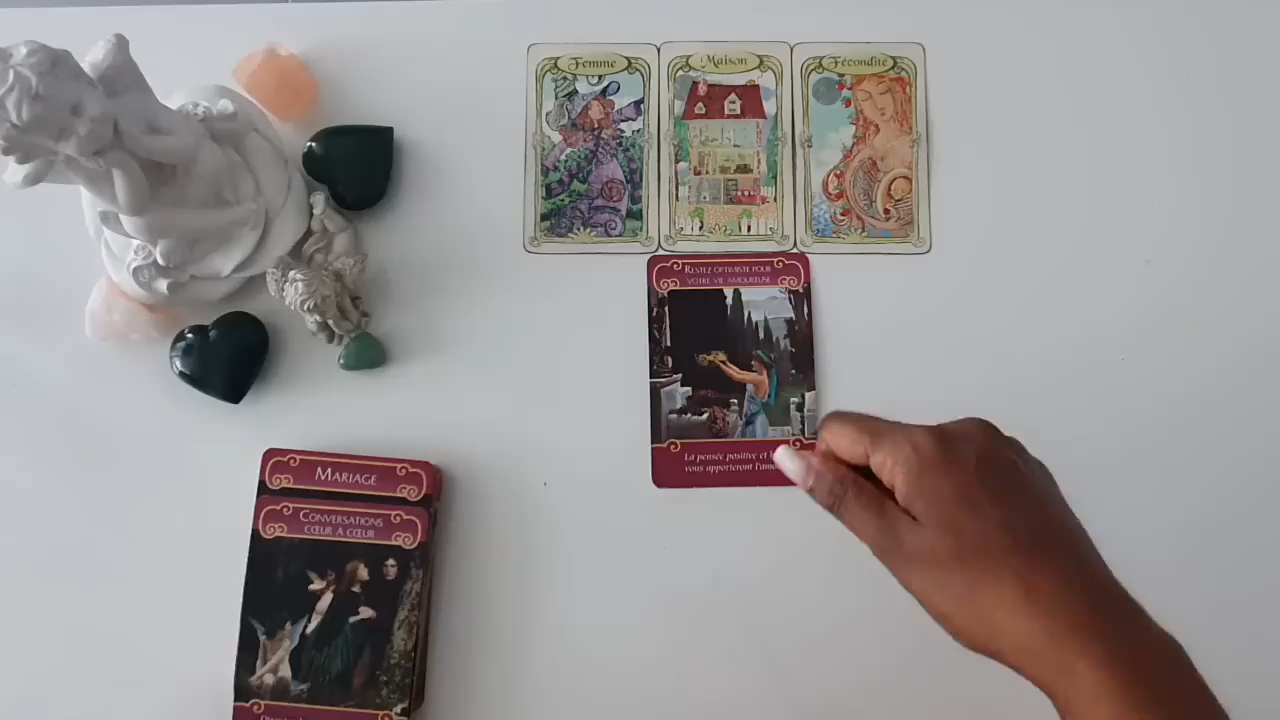 Femme
Maison
Fécondité
RESTEZ OPTIMISTE POUR
VOTRE VIE AMOUREUSE
La pensée positive et
vous apporteront
MARIAGE
CONVERSATIONS
CŒUR À CŒUR